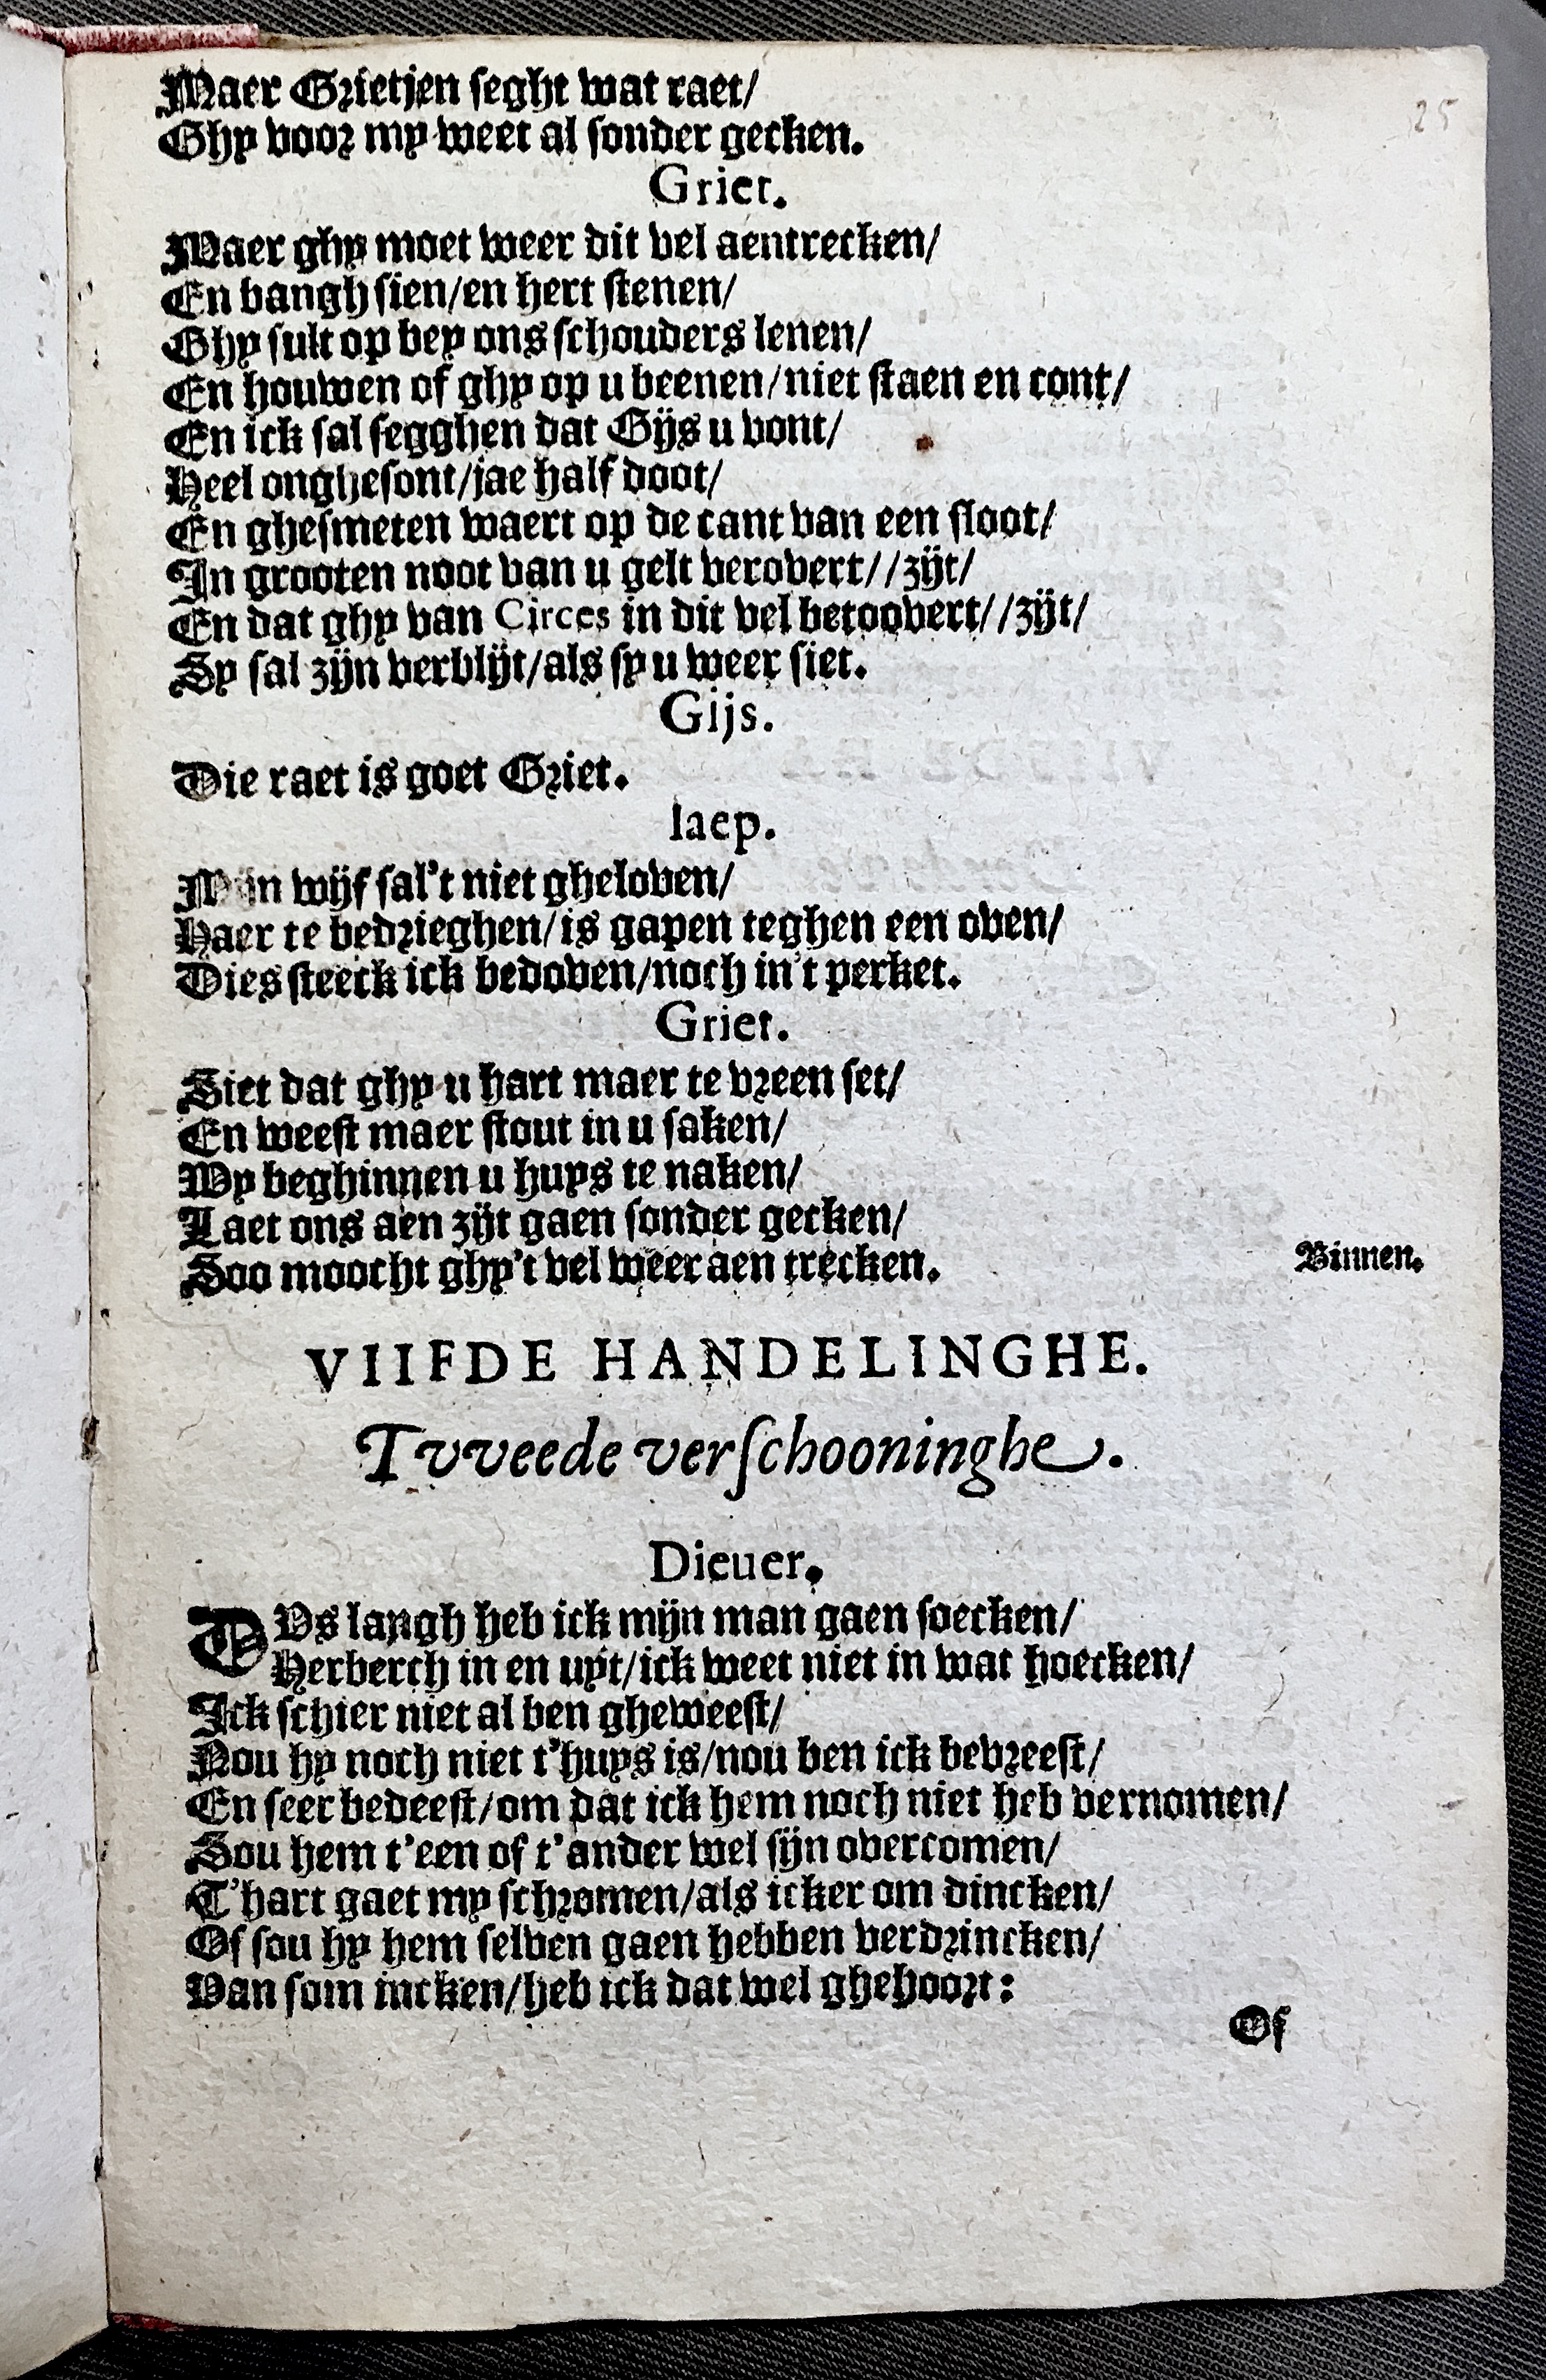 25
Maer Grietjen seght wat raet/
Ghy voor my weet al sonder gecken.
Griet.
Maer ghy moet weer dit vel aentrecken/
En bangh sien/en hert stenen/
Ghy sult op bey ons schouders lenen/
En houwen of ghy op u beenen/niet staen en cont/
En ick sal segghen dat Gijs u vont/
Heel onghesont/jae half doot/
En ghesmeten waert op de cant van een sloot/
In grooten noot van u gelt verovert//zijt/
En dat ghy van Circes in dit vel betoovert//zijt/
Sy sal zijn verblijt/als sy u weer siet.
Gijs.
Die raet is goet Griet.
Iaep.
Mijn wijf sal't niet gheloven/
Haer te bedrieghen/is gapen teghen een oven/
Dies steeck ick bedoven/noch in't perket.
Griet.
Siet dat ghy u hart maer te vreen set/
En weest maer stout in u saken/
Wy beghinnen u huys te naken/
Laet ons aen zijt gaen sonder gecken/
Soo moocht ghy't vel weer aen trecken. Binnen.
VIIFDE HANDELINGHE.
Tvveede verschooninghe.
Dieuer.
DUs langh heb ick mijn man gaen soecken/
Herberch in en uyt/ick weet niet in wat hoecken/
Ick schier niet al ben gheweest/
Nou hy noch niet t'huys is/nou ben ick bevreest/
En seer bedeest/om dat ick hem noch niet heb vernomen/
Sou hem t'een of t'ander wel sijn overcomen/
T'hart gaet my schromen/als icker om dincken/
Of sou hy hem selven gaen hebben verdrincken/
Van som incken/heb ick dat wel ghehoort:
Of